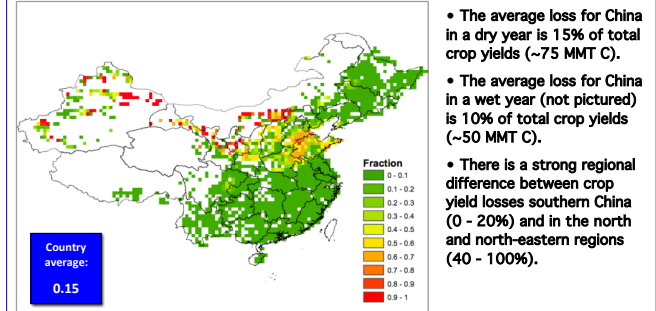 • The average loss for China
in a dry year is 15% of total
crop yields (~75 MMT C).
• The average loss for China
in a wet year (not pictured)
is 10% of total crop yields
(~50 MMT C).
• There is a strong regional
difference between crop
yield losses southern China
(0 - 20%) and in the north
and north-eastern regions
(40 - 100%).
Fraction
0 - 0.1
0.1 - 0.2
0.2 - 0.3
0.3 - 0.4
0.4 - 0.5
0.5 - 0.6
0.6 - 0.7
0.7 - 0.8
0.8 - 0.9
0.9 - 1
Country
average:
0.15